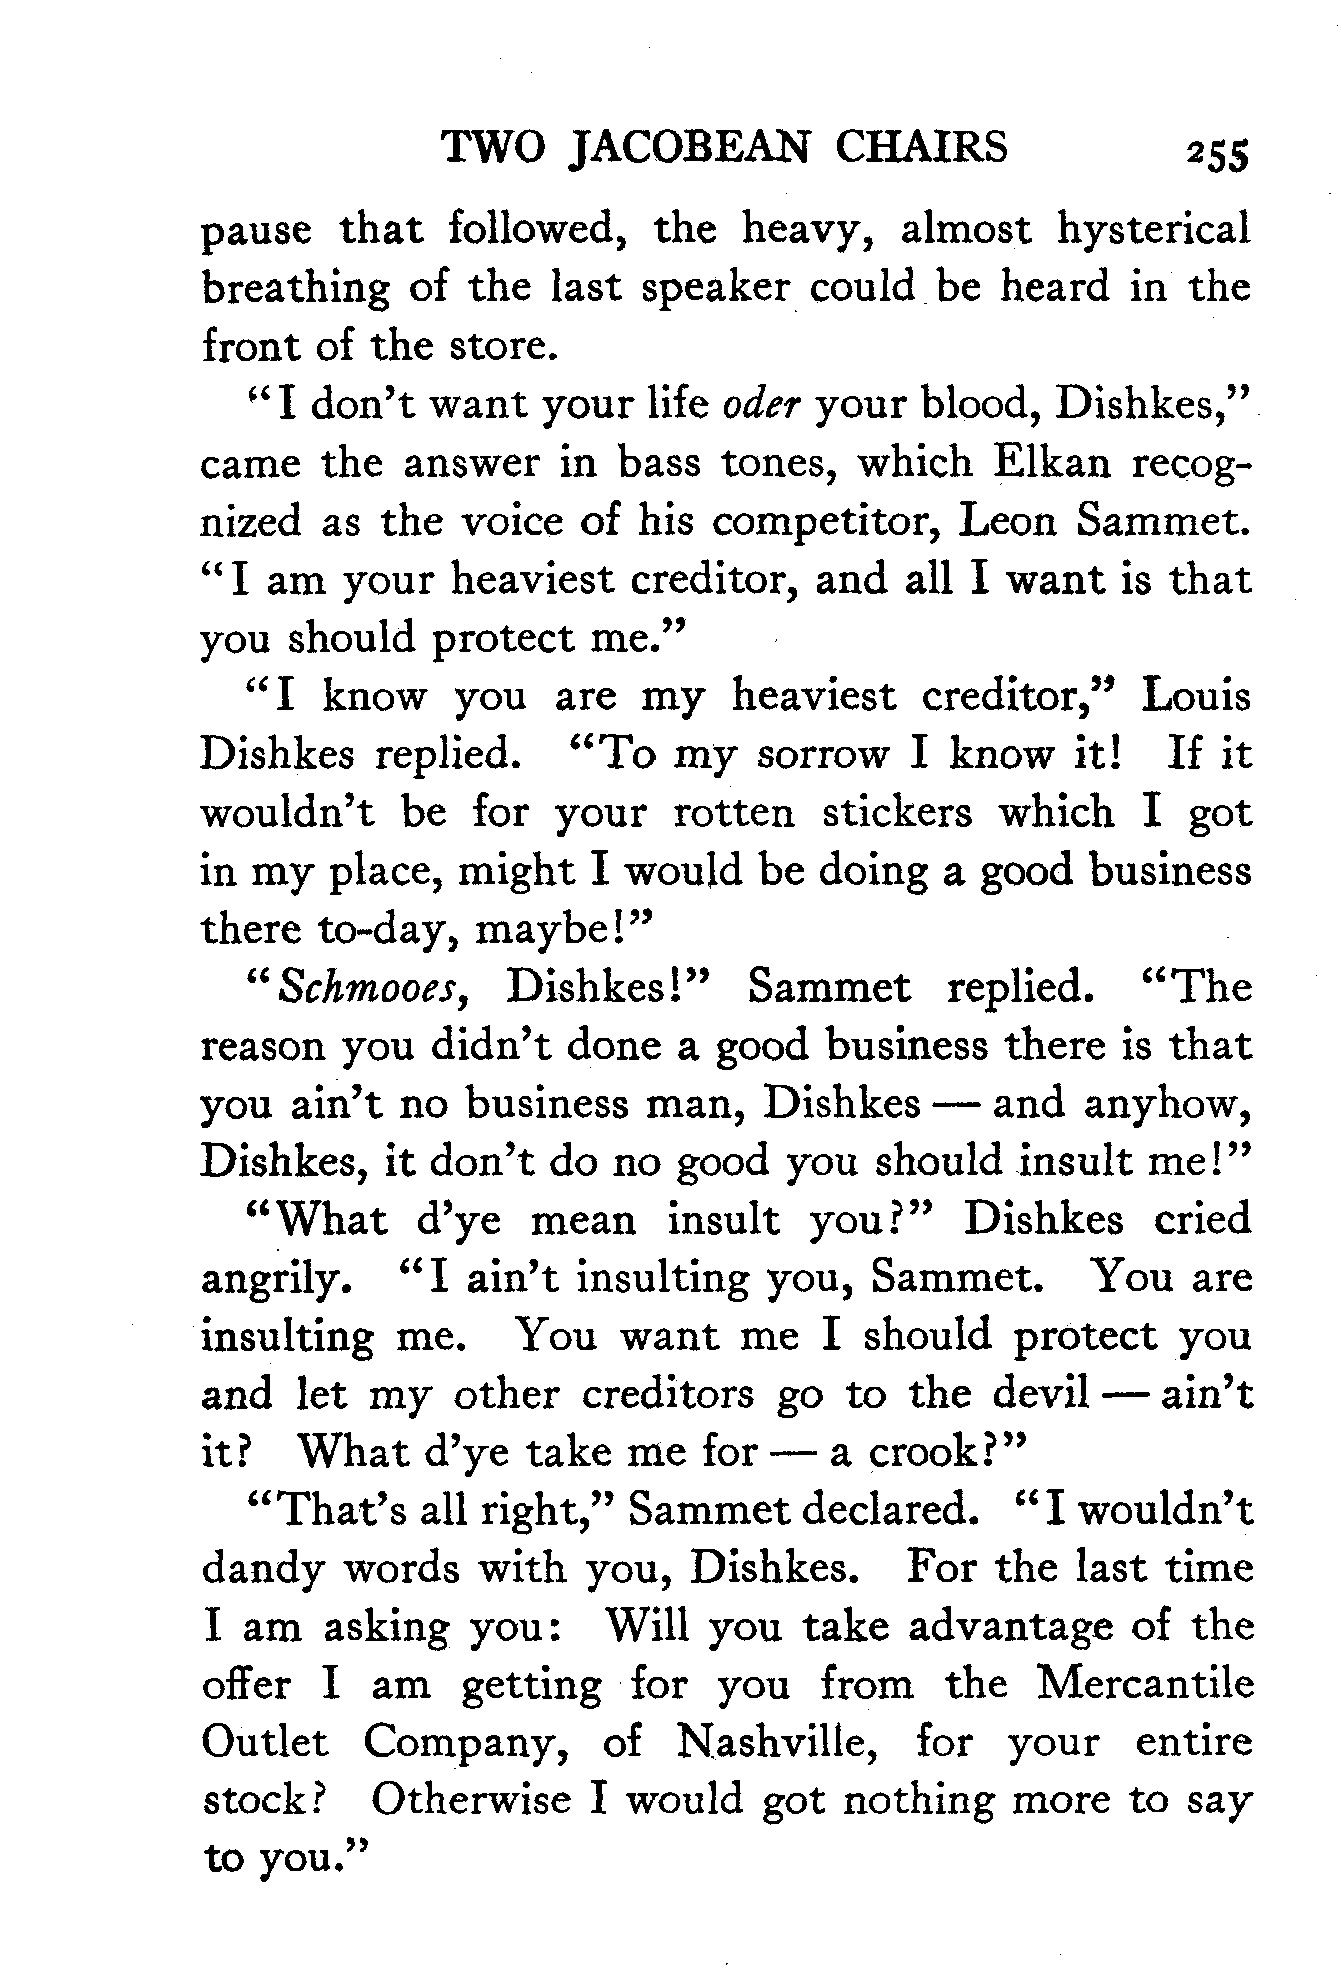 TWO JACOBEAN CHAIRS 255
pause that followed, the heavy, almost hysterical
breathing of the last speaker could be heard in the
front of the store.
“I don’t want your life oder your blood, Dishkes,”
came the answer in bass tones, which Elkan recog-
nized as the voice of his competitor, Leon Sammet.
“I am your heaviest creditor, and all I want is that
you should protect me.”
“I know you are my heaviest creditor,” Louis
Dishkes replied. “To my sorrow I know it! If it
wouldn’t be for your rotten stickers which I got
in my place, might I would be doing a good business
there to-day, maybe!”
“Schmooes, Dishkes!” Sammet replied. “The
reason you didn’t done a good business there is that
you ain’t no business man, Dishkes — and anyhow,
Dishkes, it don’t do no good you should insult me!”
“What d’ye mean insult you?” Dishkes cried
angrily. “I ain’t insulting you, Sammet. You are
insulting me. You want me I should protect you
and let my other creditors go to the devil — ain’t
it? What d’ye take me for — a crook?”
“That’s all right,” Sammet declared. “I wouldn’t
dandy words with you, Dishkes. For the last time
I am asking you: Will you take advantage of the
offer I am getting for you from the Mercantile
Outlet Company, of Nashville, for your entire
stock? Otherwise I would got nothing more to say
to you.”